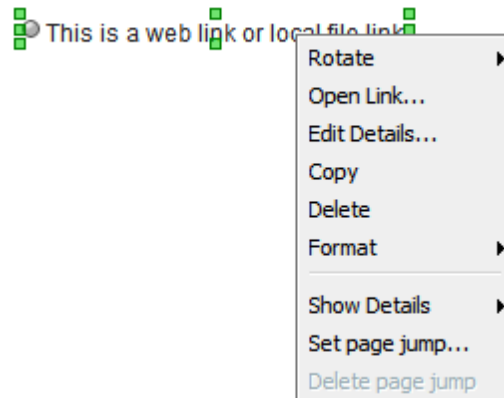 This is a web link or local file link
Rotate
Open Link...
Edit Details...
Copy
Delete
Format
Show Details
Set page jump...
Delete page jump